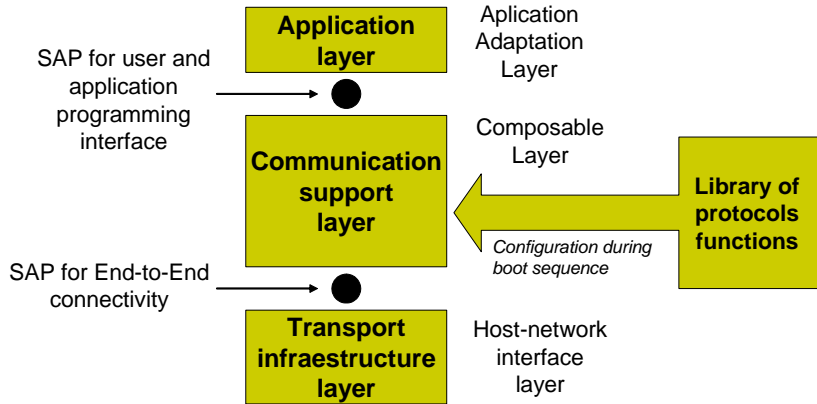 Application
layer
Aplication
Adaptation
Layer
SAP for user and
application
programming
interface
Communication
support
layer
Composable
Layer
Library of
protocols
functions
Configuration during
boot sequence
SAP for End-to-End
connectivity
Transport
infraestructure
layer
Host-network
interface
layer